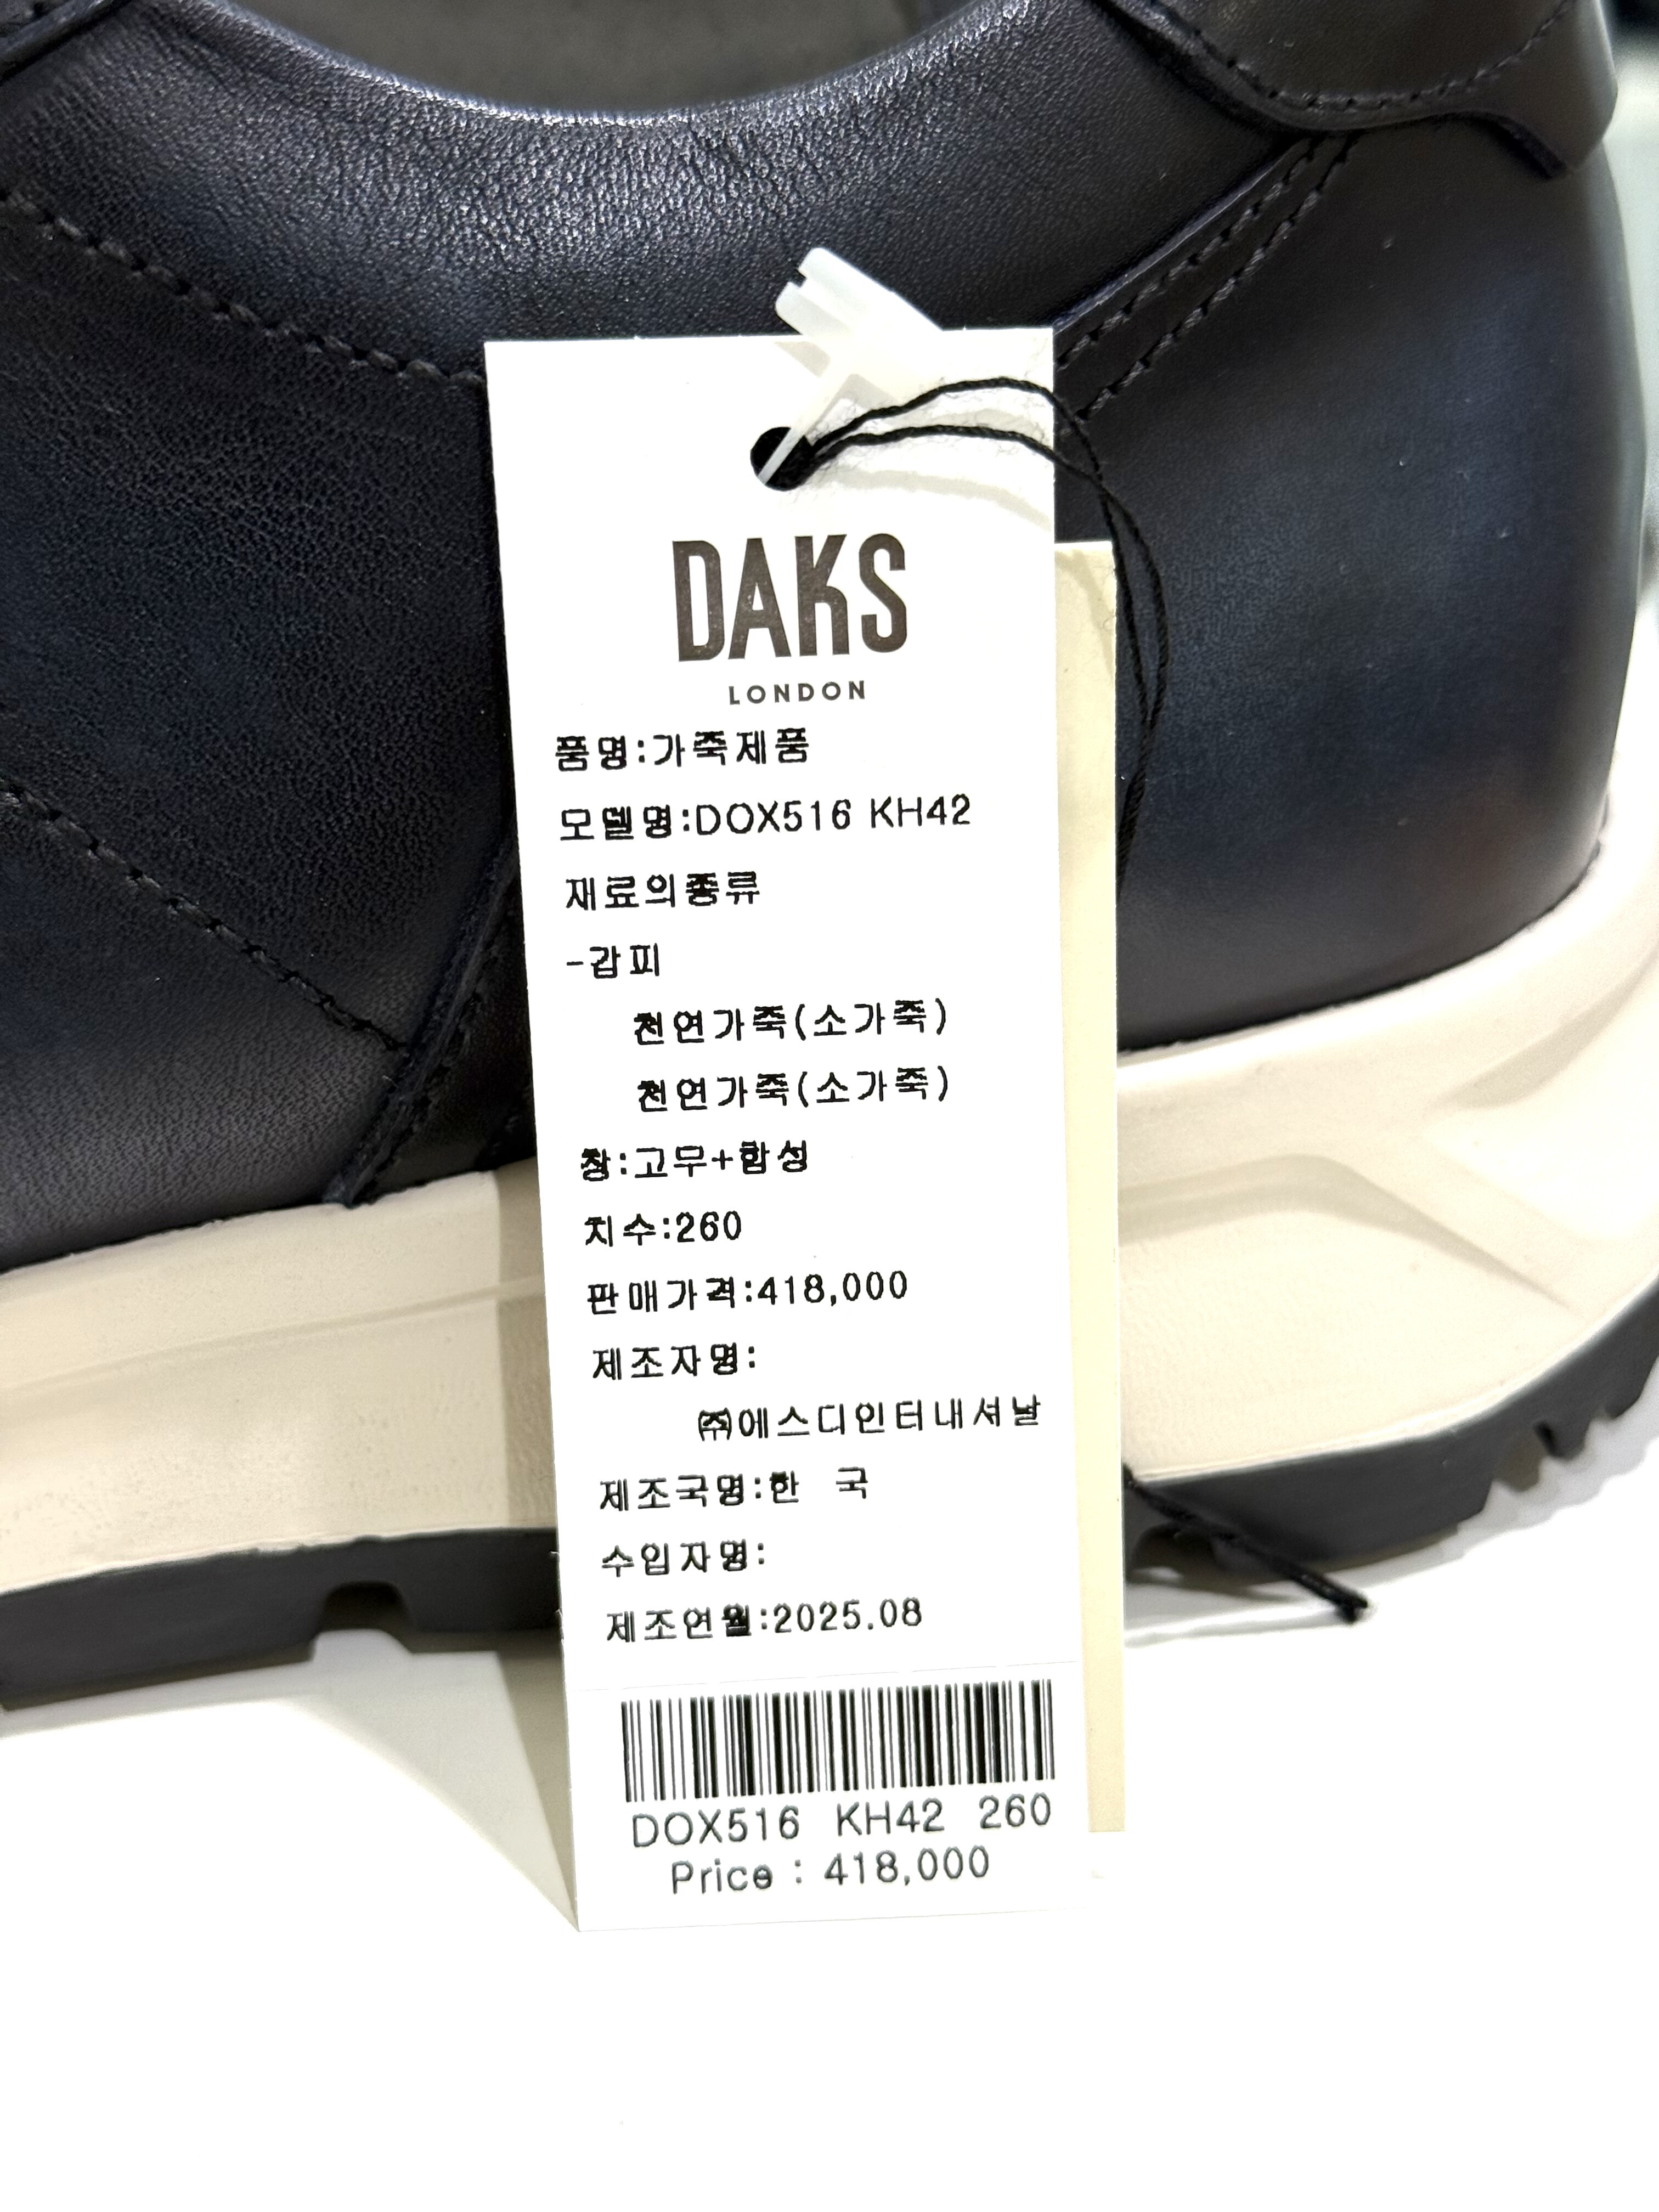 DAKS
LONDON
품명:가죽제품
모델명:DOX516 KH42
재료의종류
-갑피
천연가죽(소가죽)
천연가죽(소가죽)
창:고무+합성
치수:260
판매가격:418,000
제조자명:
㈜에스디인터내셔날
제조국명:한 국
수입자명:
제조연월:2025.08
DOX516 KH42 260
Price : 418,000